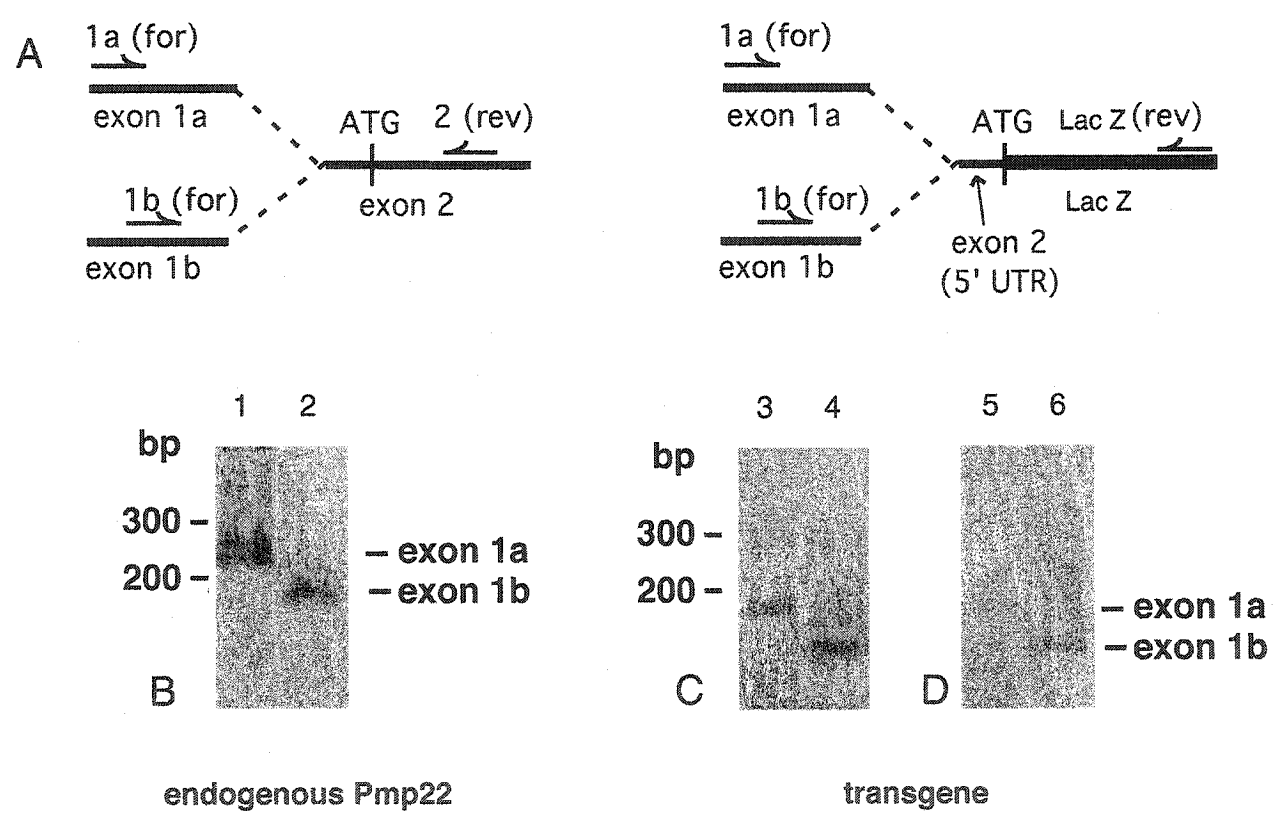 A
1a (for)
exon 1a
ATG
2 (rev)
1b (for)
exon 2
exon 1b
1a (for)
exon 1a
ATG
Lac Z (rev)
1b (for)
Lac Z
exon 1b
exon 2
(5' UTR)
1 2
bp
300
200
exon 1a
exon 1b
B
endogenous Pmp22
3 4
bp
300
200
C
5 6
exon 1a
exon 1b
D
transgene